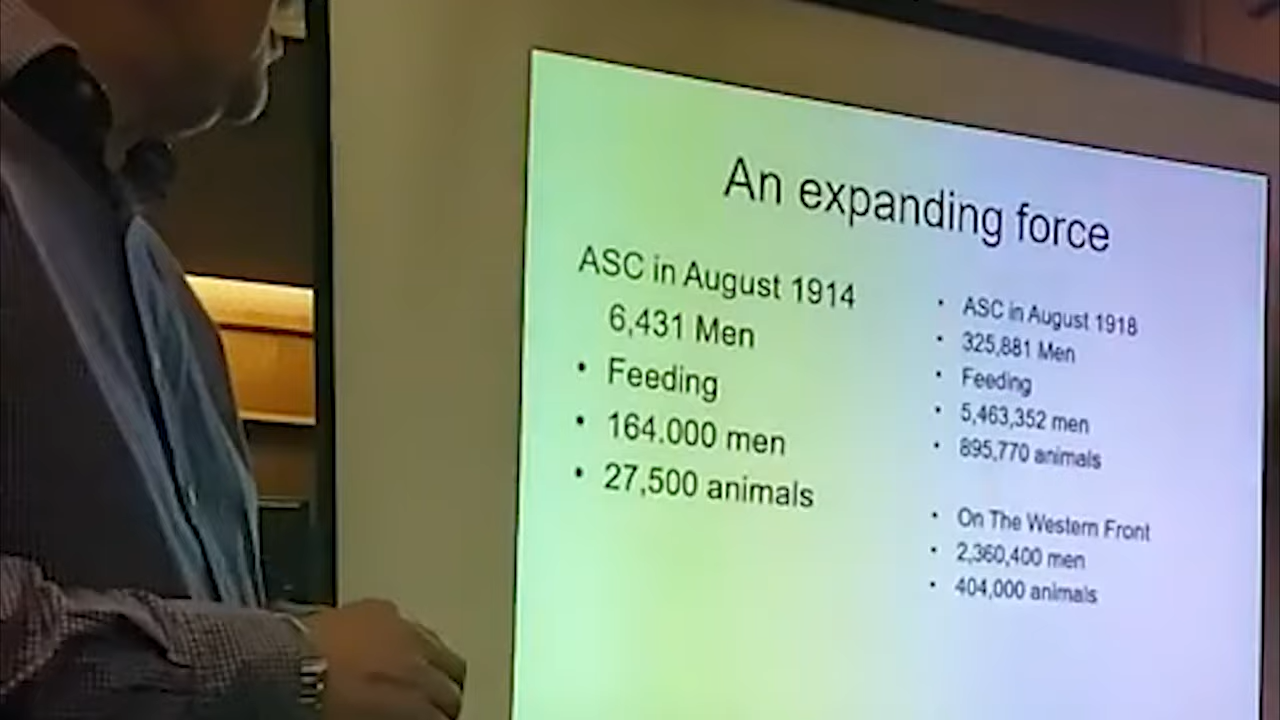 An expanding force
ASC in August 1914
6,431 Men
• Feeding
• 164.000 men
• 27,500 animals
• ASC in August 1918
• 325,881 Men
• Feeding
• 5,463,352 men
• 895,770 animals
• On The Western Front
• 2,360,400 men
• 404,000 animals